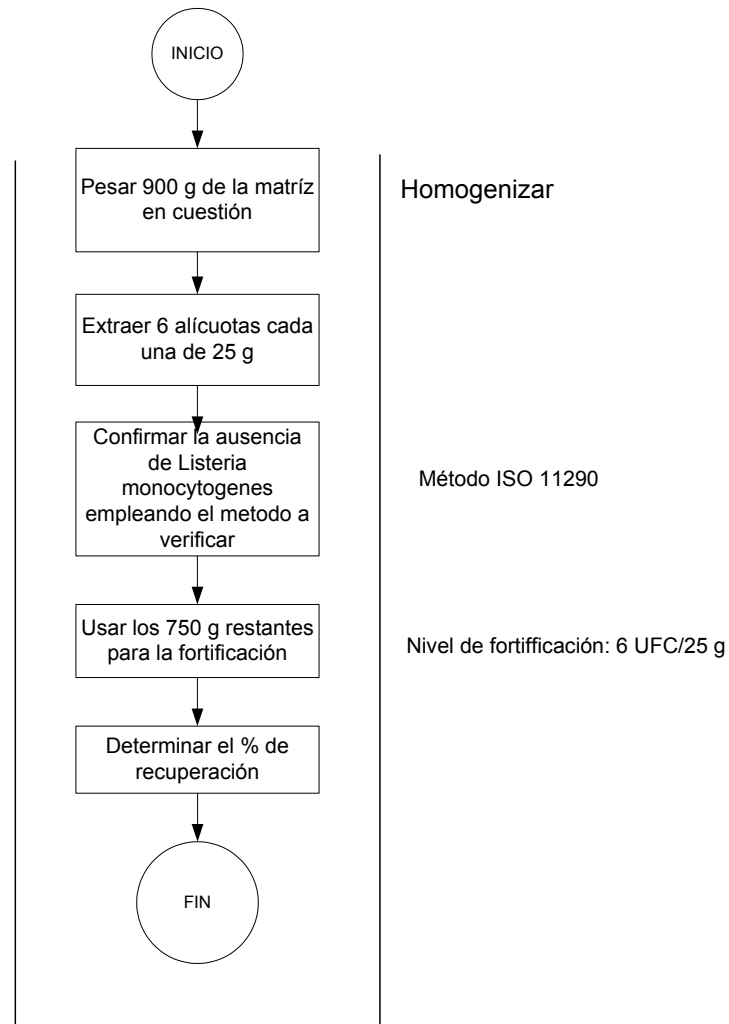 INICIO
Pesar 900 g de la matríz
en cuestión
Homogenizar
Extraer 6 alícuotas cada
una de 25 g
Confirmar la ausencia
de Listeria
monocytogenes
empleando el metodo a
verificar
Método ISO 11290
Usar los 750 g restantes
para la fortificación
Nivel de fortifficación: 6 UFC/25 g
Determinar el % de
recuperación
FIN